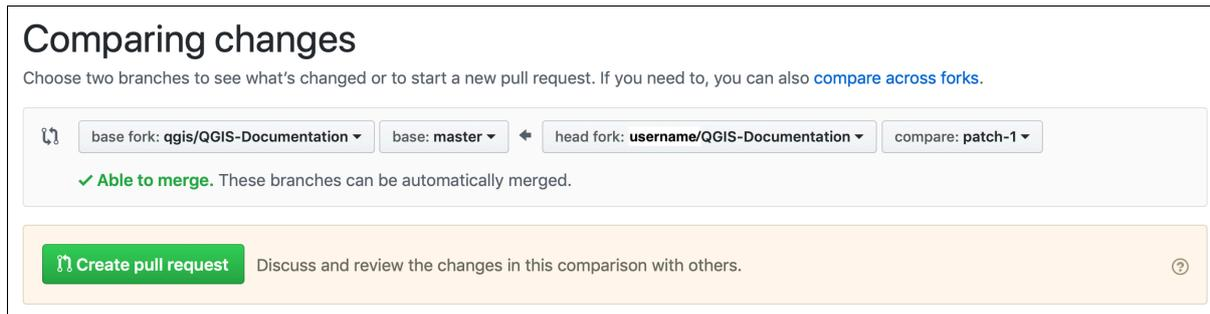 Comparing changes
Choose two branches to see what's changed or to start a new pull request. If you need to, you can also compare across forks.
base fork: qgis/QGIS-Documentation base: master head fork: username/QGIS-Documentation compare: patch-1
Able to merge. These branches can be automatically merged.
Create pull request Discuss and review the changes in this comparison with others.